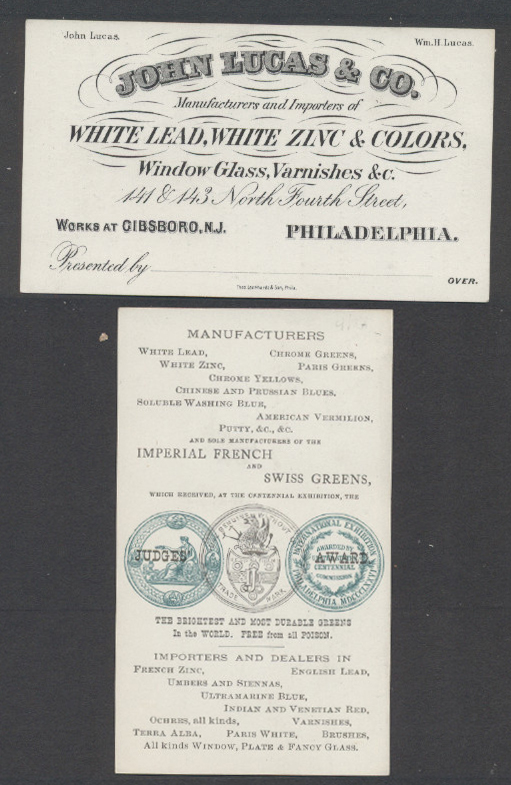 John Lucas.
Wm. H. Lucas.
JOHN LUCAS & CO.
Manufacturers and Importers of
WHITE LEAD, WHITE ZINC & COLORS,
Window Glass, Varnishes &c.
141 & 143 North Fourth Street,
WORKS AT GIBSBORO, N.J. PHILADELPHIA.
Presented by
OVER.
MANUFACTURERS
WHITE LEAD, CHROME GREENS,
WHITE ZINC, PARIS GREENS,
CHROME YELLOWS,
CHINESE AND PRUSSIAN BLUES,
SOLUBLE WASHING BLUE,
AMERICAN VERMILION,
PUTTY, &C., &C.
AND SOLE MANUFACTURERS OF THE
IMPERIAL FRENCH
AND
SWISS GREENS,
WHICH RECEIVED, AT THE CENTENNIAL EXHIBITION, THE
JUDGES'
TRADE MARK
INTERNATIONAL EXHIBITION
AWARDED BY
CENTENNIAL
COMMISSION
PHILADELPHIA MDCCCLXXVI
AWARD
THE BRIGHTEST AND MOST DURABLE GREENS
In the WORLD. FREE from all POISON.
IMPORTERS AND DEALERS IN
FRENCH ZINC, ENGLISH LEAD,
UMBERS AND SIENNAS,
ULTRAMARINE BLUE,
INDIAN AND VENETIAN RED,
OCHRES, all kinds, VARNISHES,
TERRA ALBA, PARIS WHITE, BRUSHES,
All kinds WINDOW, PLATE & FANCY GLASS.